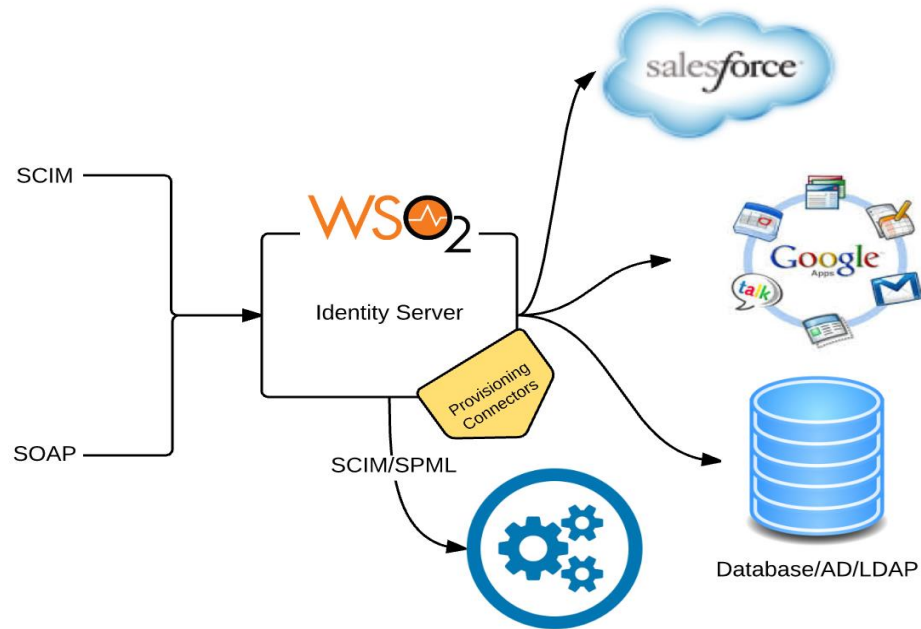 salesforce
SCIM
WSO2
Google
Apps
talk
Identity Server
Provisioning
Connectors
SOAP
SCIM/SPML
Database/AD/LDAP